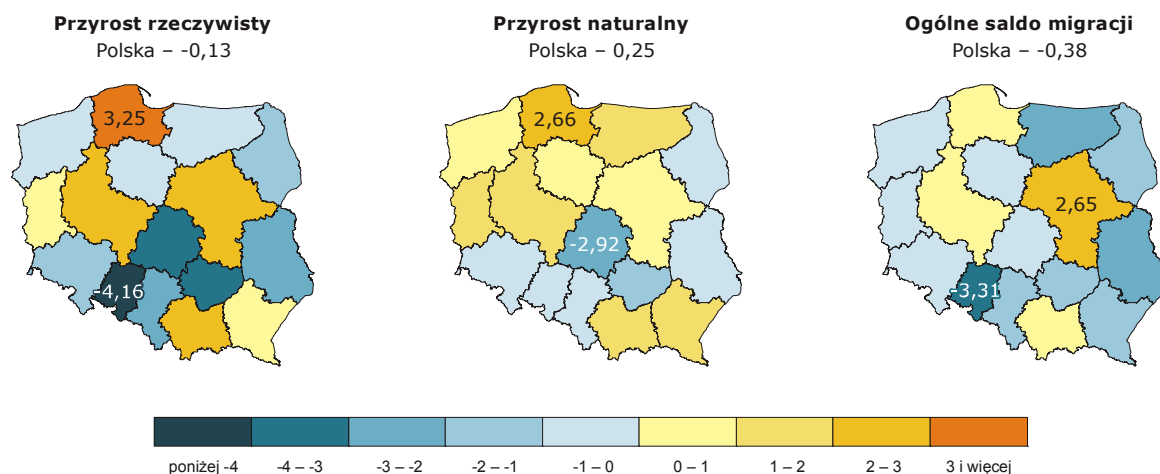 Przyrost rzeczywisty
Polska – -0,13
Przyrost naturalny
Polska – 0,25
Ogólne saldo migracji
Polska – -0,38
3,25
-4,16
2,66
-2,92
2,65
-3,31
poniżej -4
-4 – -3
-3 – -2
-2 – -1
-1 – 0
0 – 1
1 – 2
2 – 3
3 i więcej